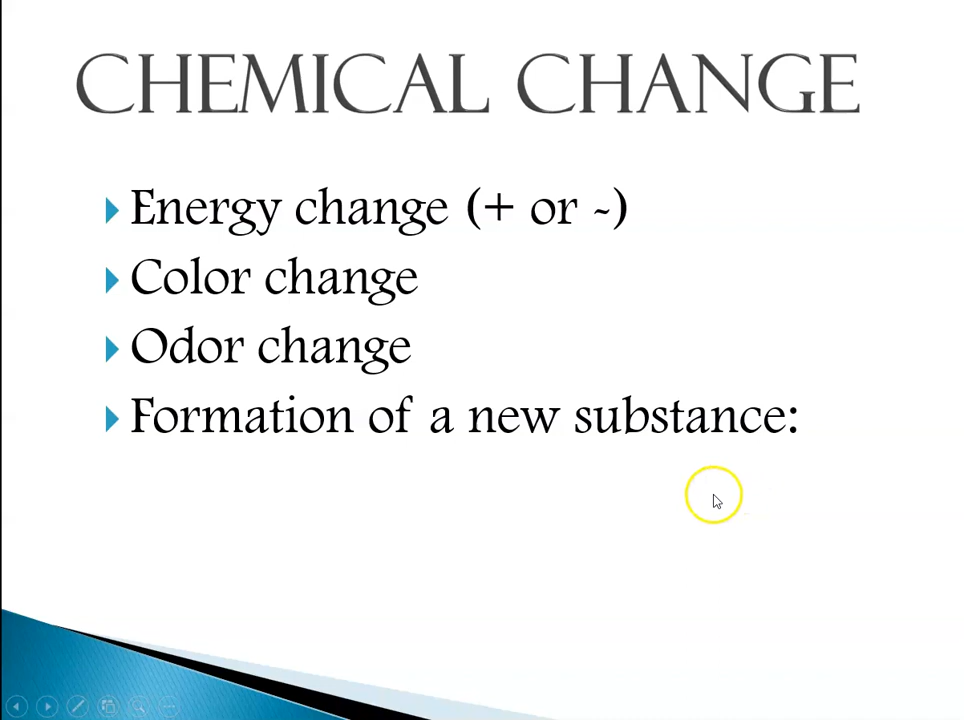 CHEMICAL CHANGE
Energy change (+ or -)
Color change
Odor change
Formation of a new substance: